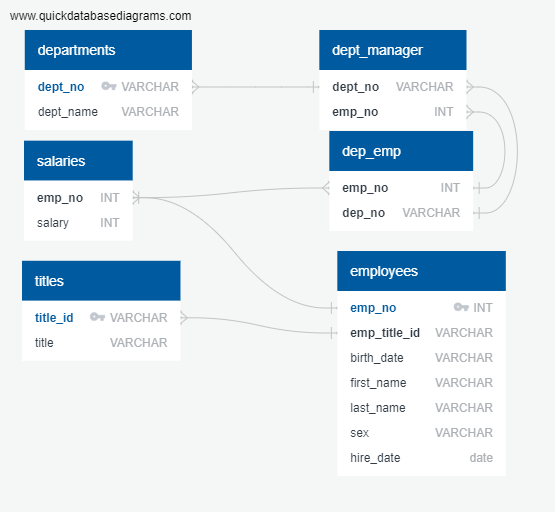 www.quickdatabasediagrams.com
departments
dept_no VARCHAR
dept_name VARCHAR
dept_manager
dept_no VARCHAR
emp_no INT
salaries
emp_no INT
salary INT
dep_emp
emp_no INT
dep_no VARCHAR
titles
title_id VARCHAR
title VARCHAR
employees
emp_no INT
emp_title_id VARCHAR
birth_date VARCHAR
first_name VARCHAR
last_name VARCHAR
sex VARCHAR
hire_date date